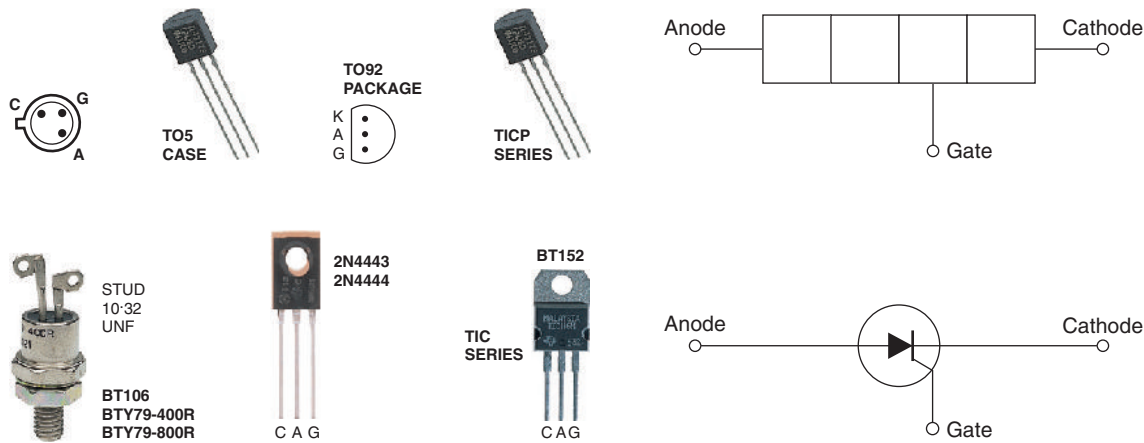 C G
A
TO5
CASE
TO92
PACKAGE
K
A
G
TICP
SERIES
Anode
Cathode
Gate
STUD
10·32
UNF
BT106
BTY79-400R
BTY79-800R
2N4443
2N4444
C A G
BT152
MALAYSIA
TIC
SERIES
C A G
Anode
Cathode
Gate